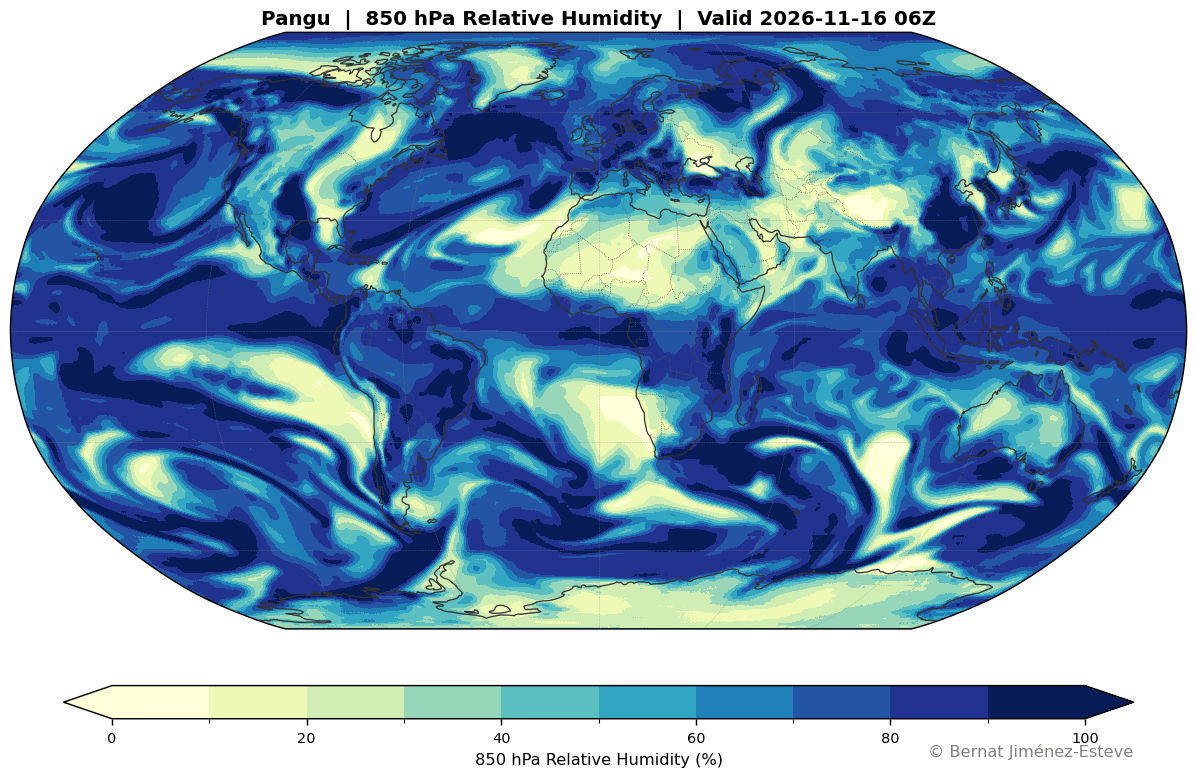 Pangu | 850 hPa Relative Humidity | Valid 2026-11-16 06Z
0 20 40 60 80 100
850 hPa Relative Humidity (%)
© Bernat Jiménez-Esteve